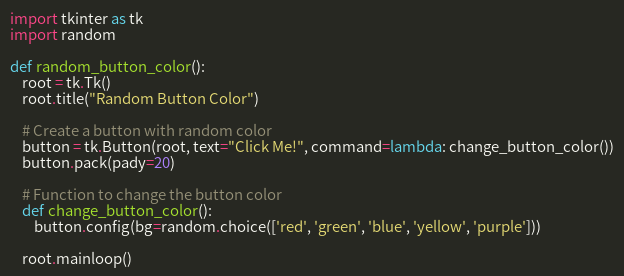 import tkinter as tk
import random

def random_button_color():
    root = tk.Tk()
    root.title("Random Button Color")

    # Create a button with random color
    button = tk.Button(root, text="Click Me!", command=lambda: change_button_color())
    button.pack(pady=20)

    # Function to change the button color
    def change_button_color():
        button.config(bg=random.choice(['red', 'green', 'blue', 'yellow', 'purple']))

    root.mainloop()